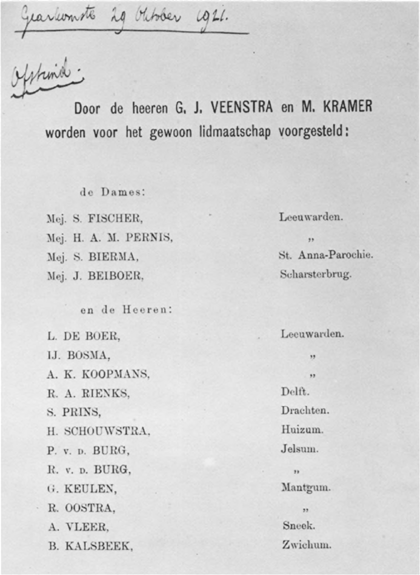 Gearkomste 29 Oktober 1921.
Ofstimd.
Door de heeren G. J. VEENSTRA en M. KRAMER
worden voor het gewoon lidmaatschap voorgesteld:
de Dames:
Mej. S. FISCHER, Leeuwarden.
Mej. H. A. M. PERNIS, „
Mej. S. BIERMA, St. Anna-Parochie.
Mej. J. BEIBOER, Scharsterbrug.
en de Heeren:
L. DE BOER, Leeuwarden.
IJ. BOSMA, „
A. K. KOOPMANS, „
R. A. RIENKS, Delft.
S. PRINS, Drachten.
H. SCHOUWSTRA, Huizum.
P. v. D. BURG, Jelsum.
R. v. D. BURG, „
G. KEULEN, Mantgum.
R. OOSTRA, „
A. VLEER, Sneek.
B. KALSBEEK, Zwichum.